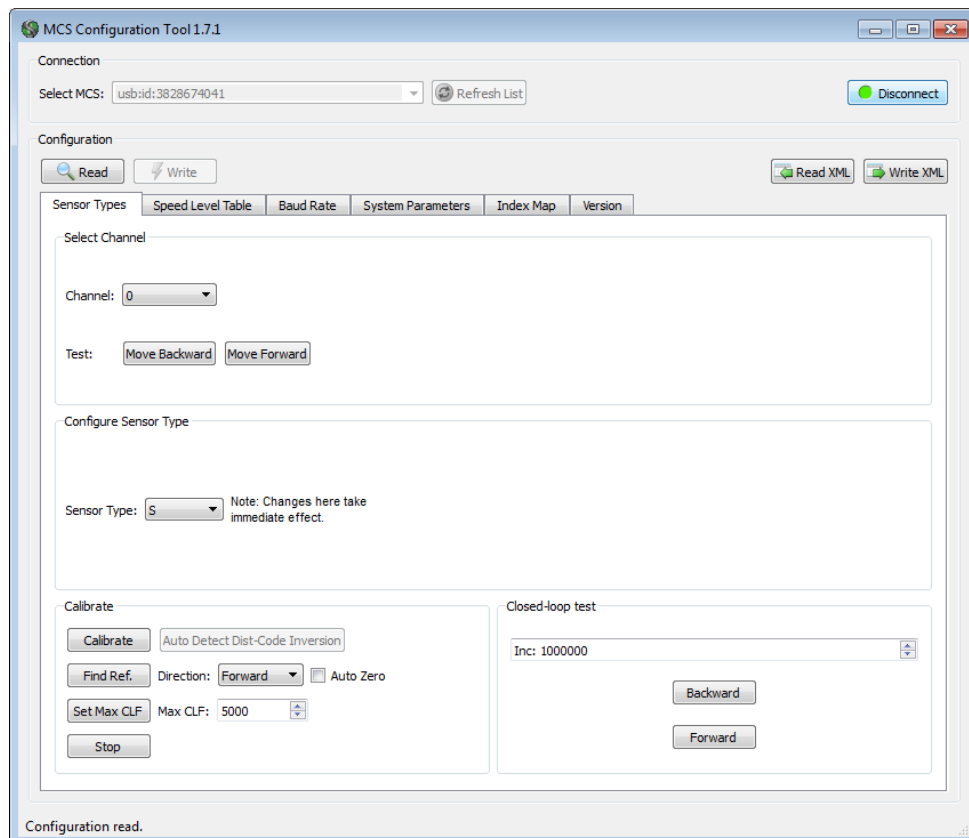 MCS Configuration Tool 1.7.1
Connection
Select MCS: usb:id:3828674041 Refresh List Disconnect
Configuration
Read Write Read XML Write XML
Sensor Types Speed Level Table Baud Rate System Parameters Index Map Version
Select Channel
Channel: 0
Test: Move Backward Move Forward
Configure Sensor Type
Sensor Type: S Note: Changes here take
immediate effect.
Calibrate
Calibrate Auto Detect Dist-Code Inversion
Find Ref. Direction: Forward Auto Zero
Set Max CLF Max CLF: 5000
Stop
Closed-loop test
Inc: 1000000
Backward
Forward
Configuration read.